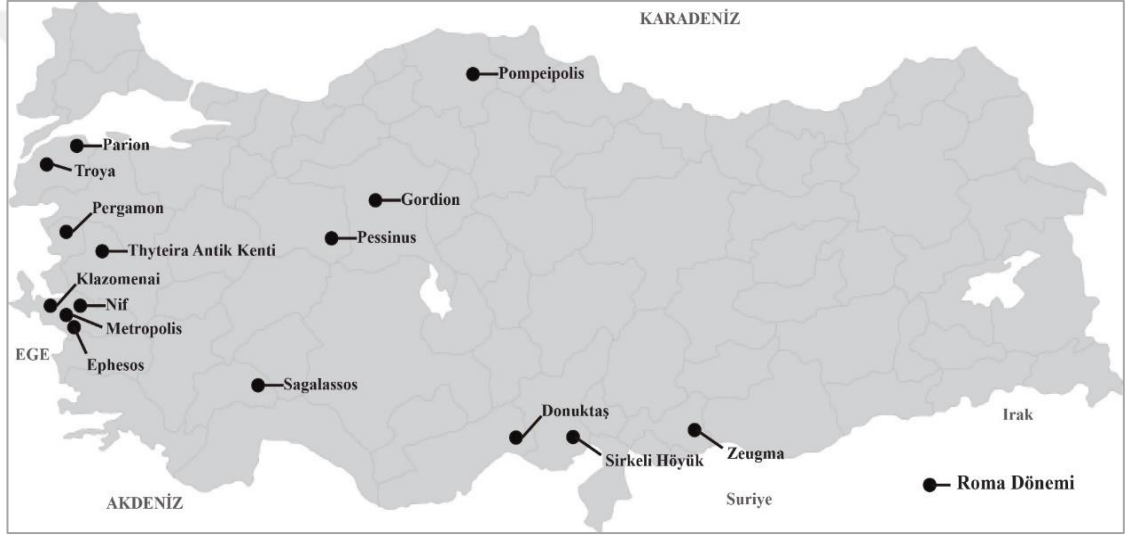 KARADENİZ
Pompeipolis
Parion
Troya
Gordion
Pergamon
Pessinus
Thyteira Antik Kenti
Klazomenai
Nif
Metropolis
EGE
Ephesos
Sagalassos
Donuktaş
Irak
Zeugma
Sirkeli Höyük
Roma Dönemi
AKDENİZ
Suriye